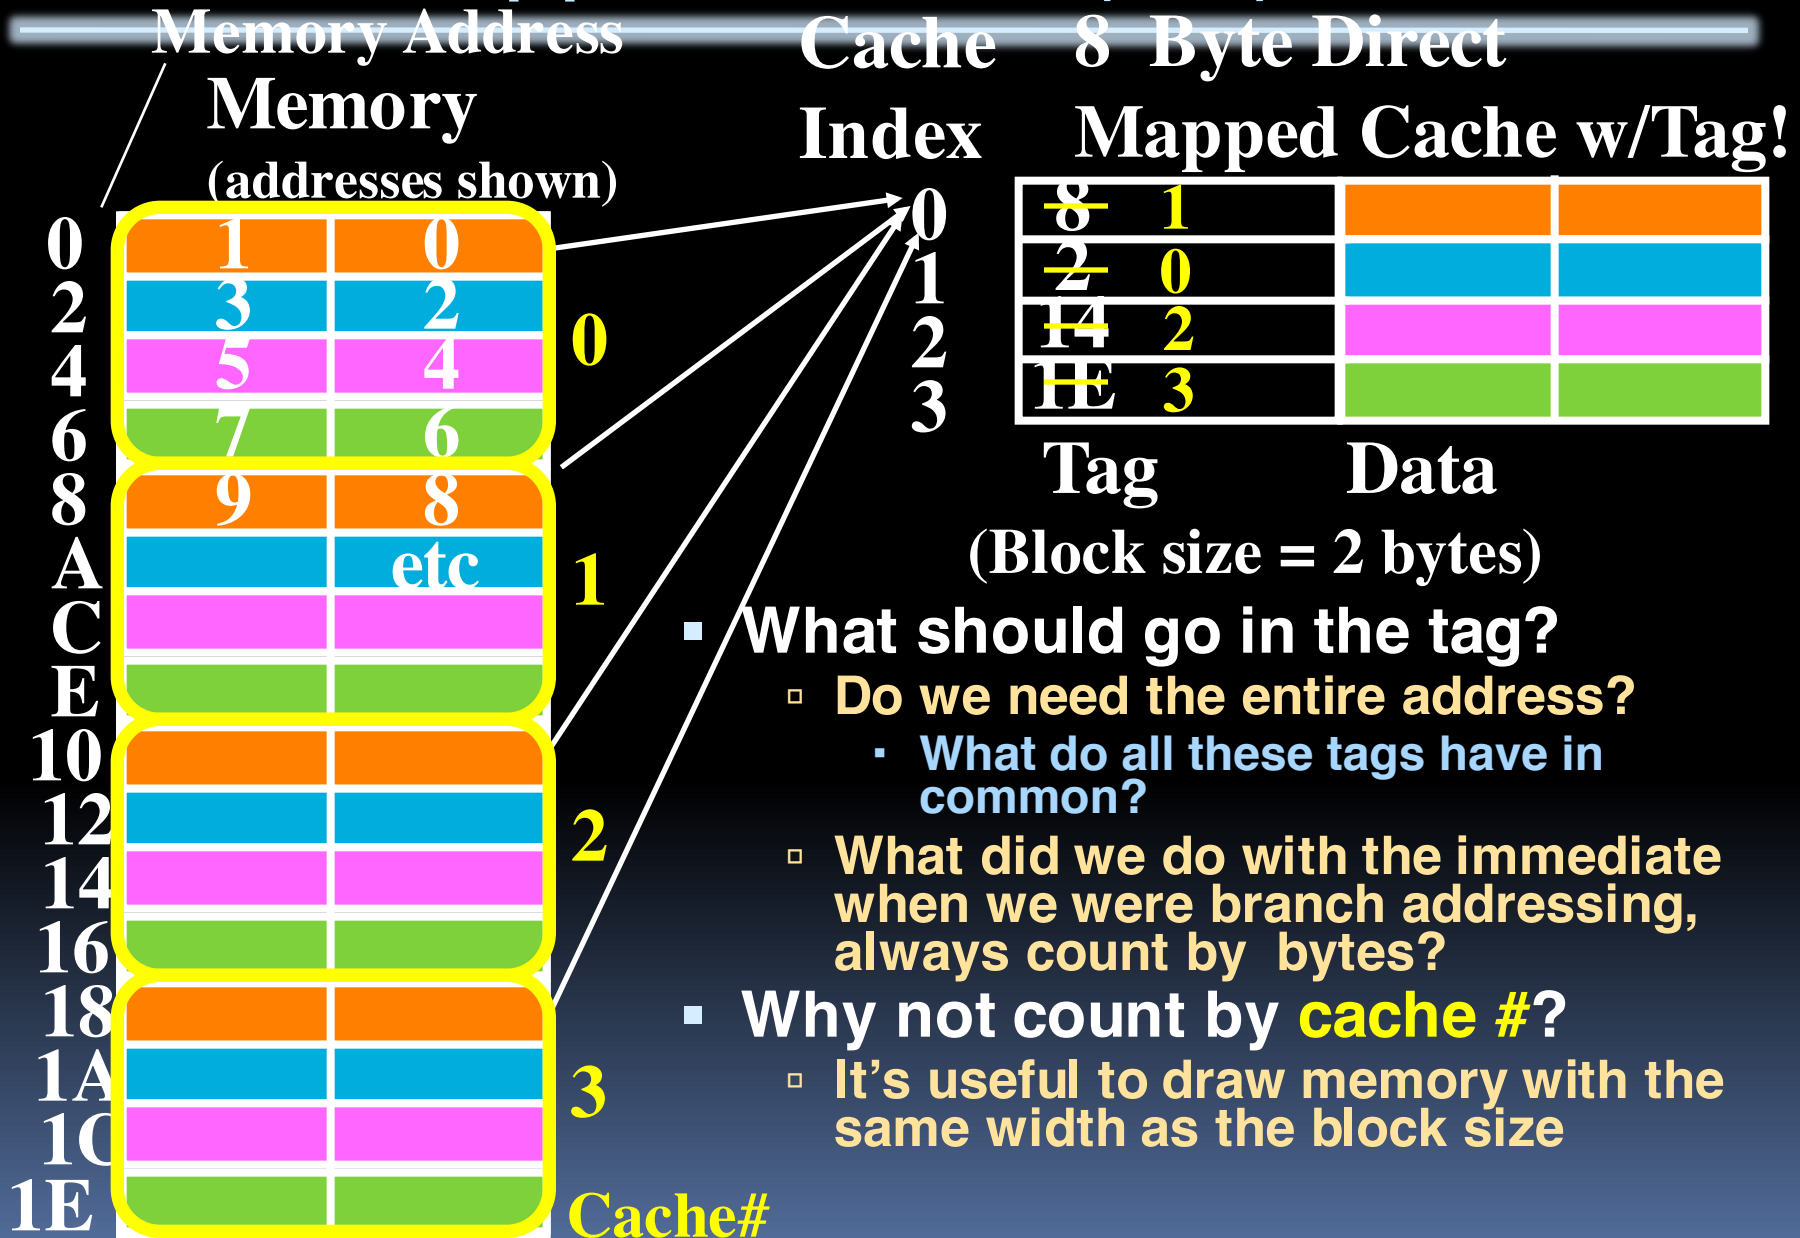 Memory Address
Memory
(addresses shown)
0
2
4
6
8
A
C
E
10
12
14
16
18
1A
1C
1E
1 0
3 2
5 4
7 6
9 8
etc
0
1
2
3
Cache#
Cache
Index
0
1
2
3
8 Byte Direct
Mapped Cache w/Tag!
8 1
2 0
14 2
1E 3
Tag Data
(Block size = 2 bytes)
What should go in the tag?
Do we need the entire address?
What do all these tags have in
common?
What did we do with the immediate
when we were branch addressing,
always count by bytes?
Why not count by cache #?
It's useful to draw memory with the
same width as the block size